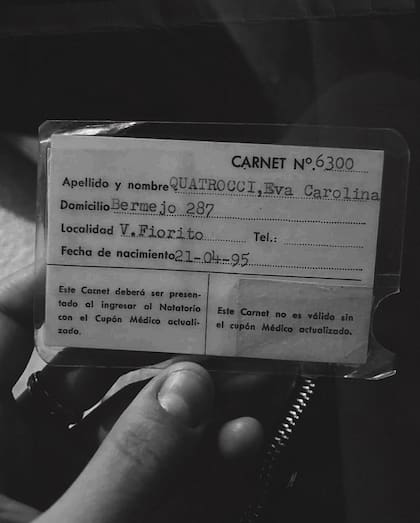 CARNET Nº. 6300
Apellido y nombre QUATROCCI, Eva Carolina
Domicilio Bermejo 287
Localidad V. Fiorito Tel.:
Fecha de nacimiento 21-04-95
Este Carnet deberá ser presen-
tado al ingresar al Natatorio
con el Cupón Médico actuali-
zado.
Este Carnet no es válido sin
el cupón Médico actualizado.